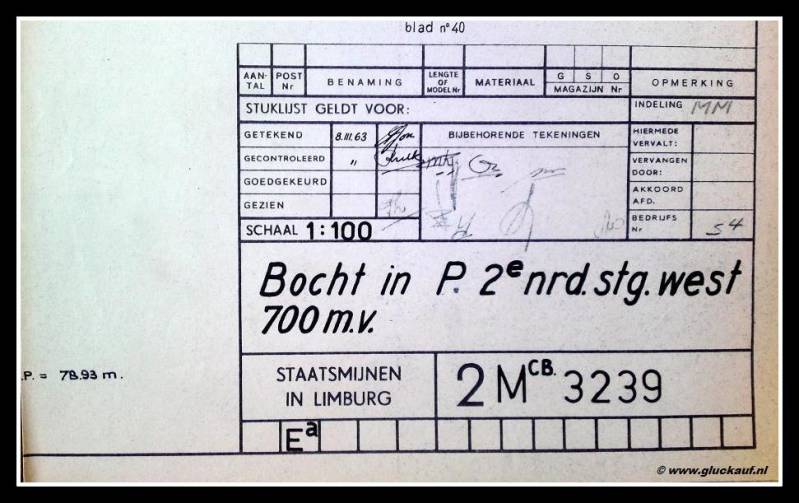 blad nº 40
AAN-TAL POST Nr BENAMING LENGTE OF MODEL Nr MATERIAAL G S O MAGAZIJN Nr OPMERKING
STUKLIJST GELDT VOOR: INDELING MM
GETEKEND 8.III.63 BIJBEHORENDE TEKENINGEN HIERMEDE VERVALT:
GECONTROLEERD " VERVANGEN DOOR:
GOEDGEKEURD AKKOORD AFD.
GEZIEN BEDRIJFS Nr 54
SCHAAL 1:100
Bocht in P. 2e nrd. stg. west
700 m.v.
.P. = 78.93 m.
STAATSMIJNEN
IN LIMBURG
2 M CB. 3239
Ea
© www.gluckauf.nl